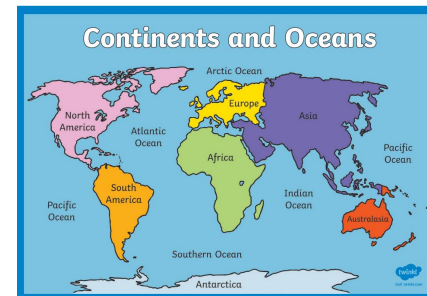 Continents and Oceans
Arctic Ocean
North
America
Europe
Asia
Atlantic
Ocean
Africa
Pacific
Ocean
South
America
Pacific
Ocean
Indian
Ocean
Australasia
Southern Ocean
Antarctica
twinkl